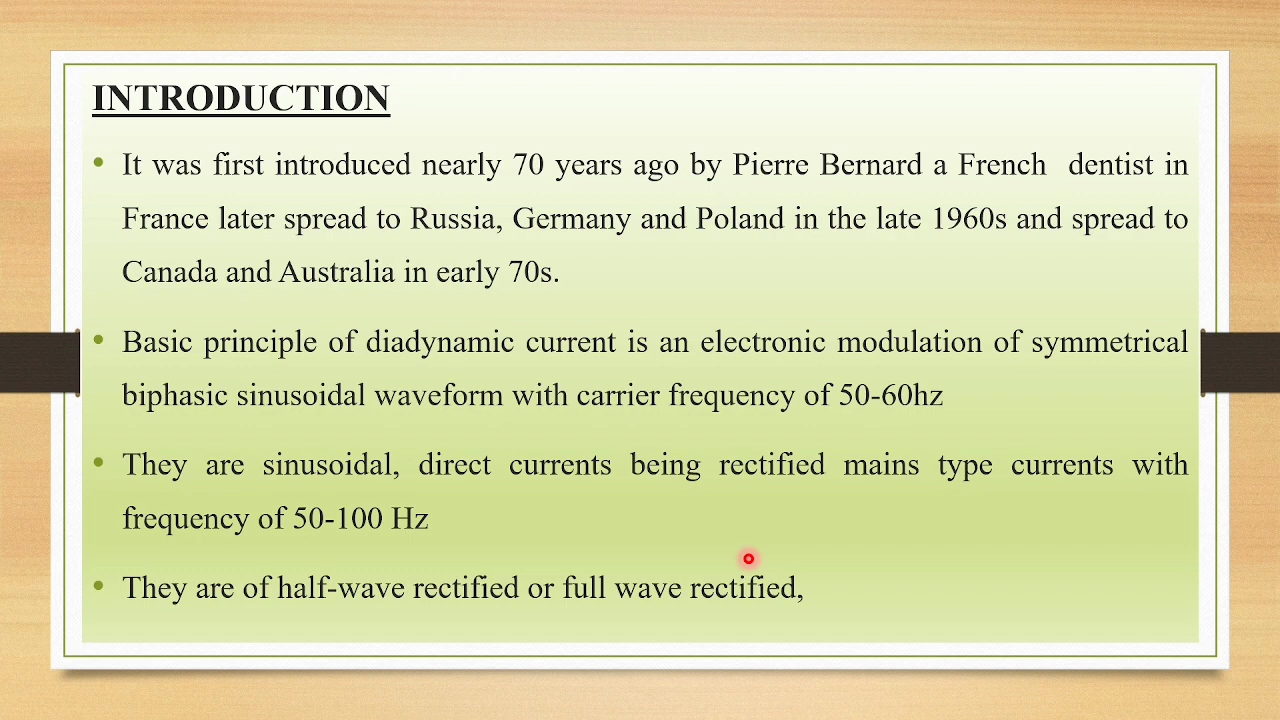 INTRODUCTION
• It was first introduced nearly 70 years ago by Pierre Bernard a French dentist in
France later spread to Russia, Germany and Poland in the late 1960s and spread to
Canada and Australia in early 70s.
• Basic principle of diadynamic current is an electronic modulation of symmetrical
biphasic sinusoidal waveform with carrier frequency of 50-60hz
• They are sinusoidal, direct currents being rectified mains type currents with
frequency of 50-100 Hz
• They are of half-wave rectified or full wave rectified,